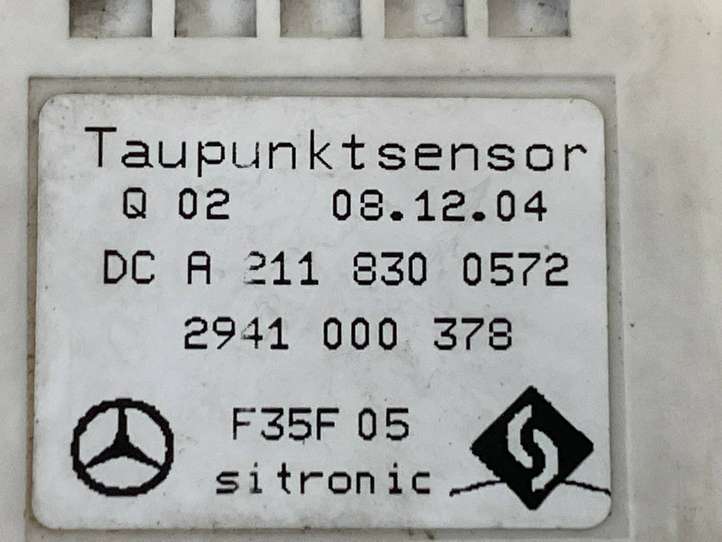 Taupunktsensor
Q 02 08.12.04
DC A 211 830 0572
2941 000 378
F35F 05
sitronic